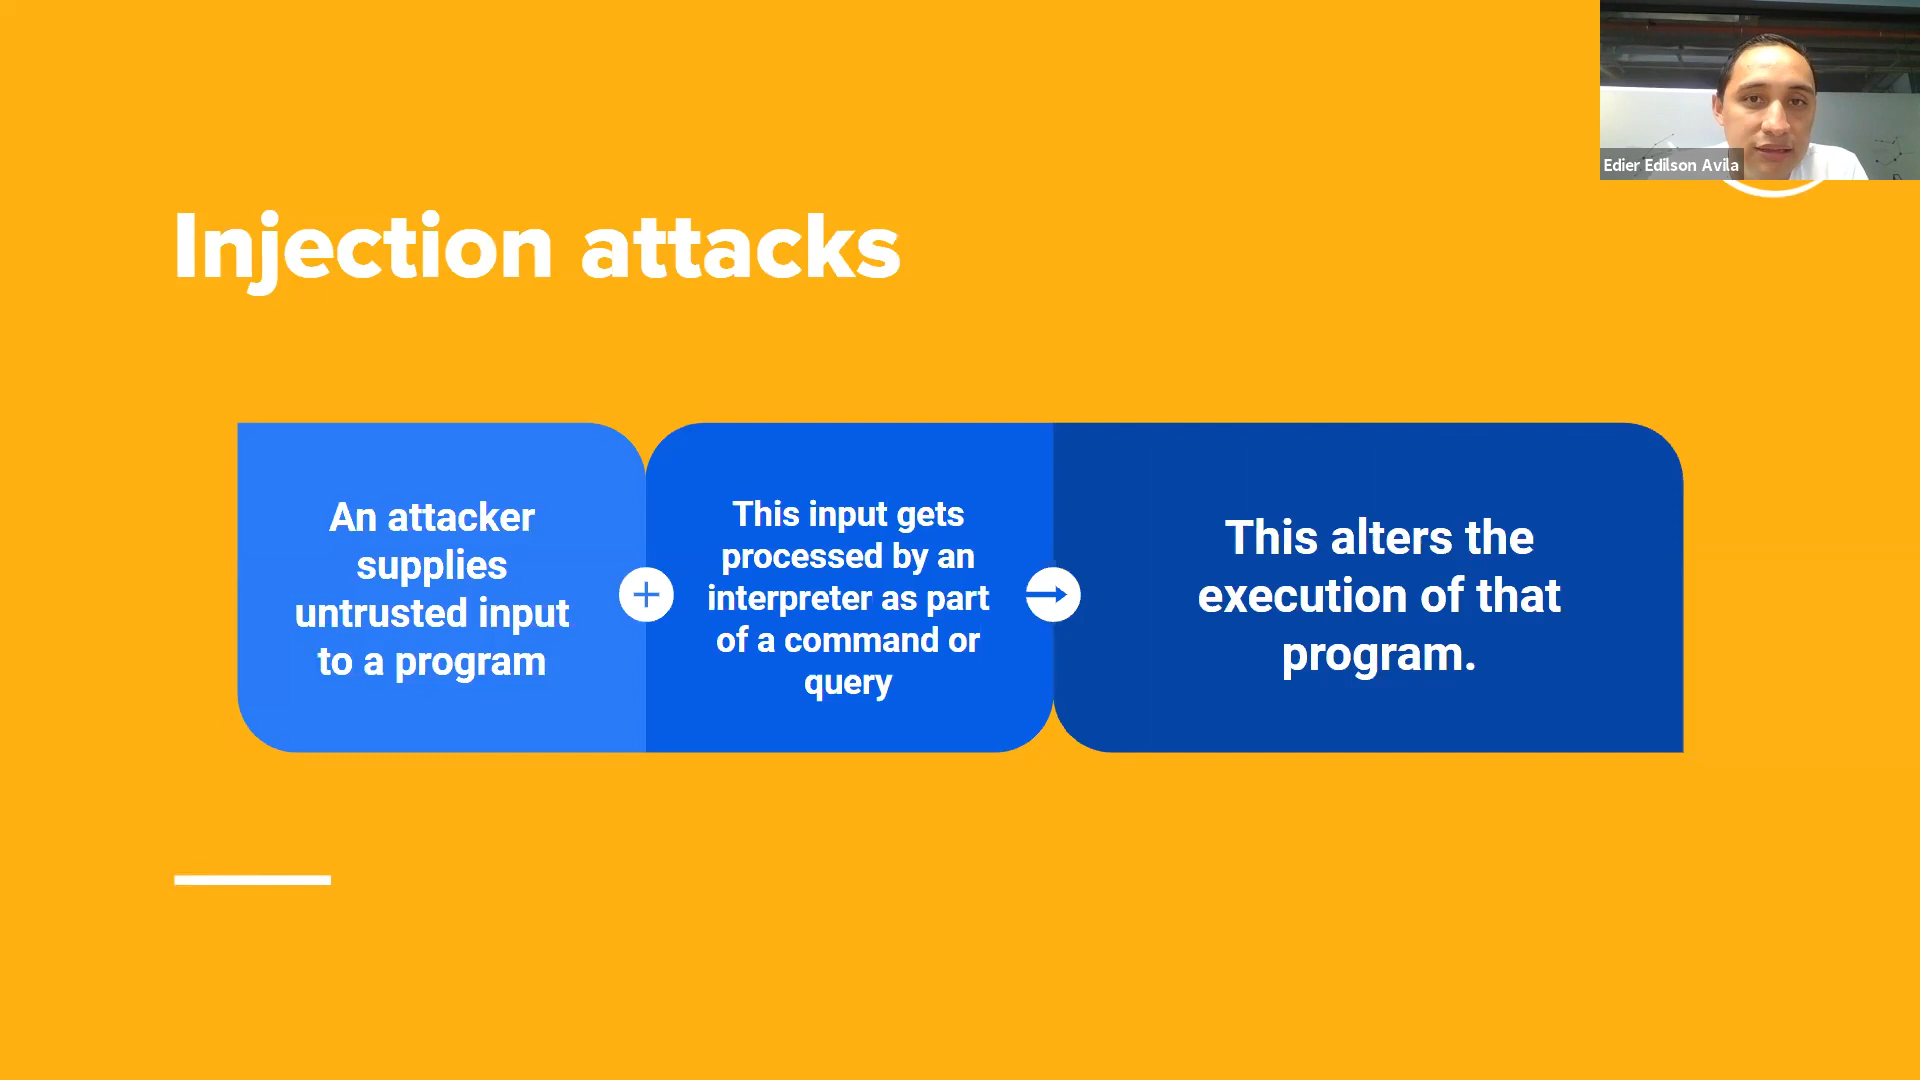 Edier Edilson Avila
Injection attacks
An attacker
supplies
untrusted input
to a program
This input gets
processed by an
interpreter as part
of a command or
query
This alters the
execution of that
program.